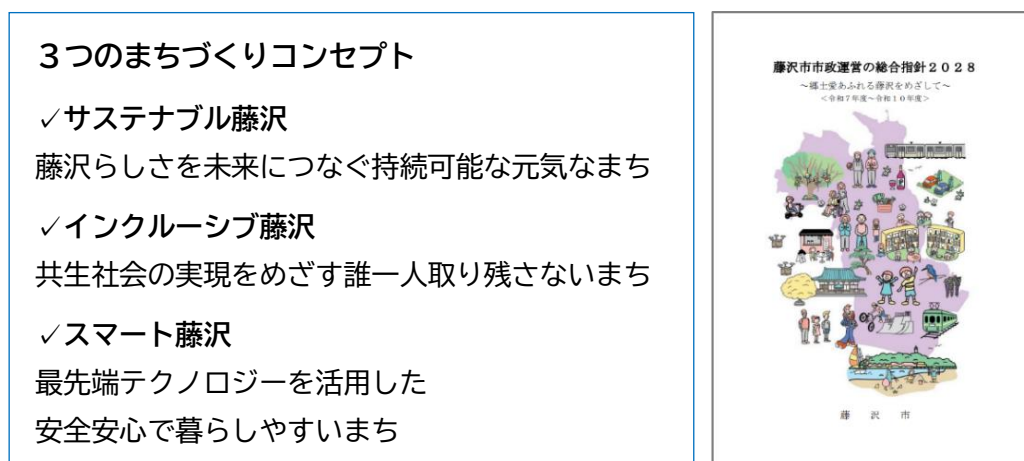 ３つのまちづくりコンセプト
✓サステナブル藤沢
藤沢らしさを未来につなぐ持続可能な元気なまち
✓インクルーシブ藤沢
共生社会の実現をめざす誰一人取り残さないまち
✓スマート藤沢
最先端テクノロジーを活用した
安全安心で暮らしやすいまち
藤沢市市政運営の総合指針２０２８
～郷土愛あふれる藤沢をめざして～
＜令和７年度～令和１０年度＞
藤　沢　市